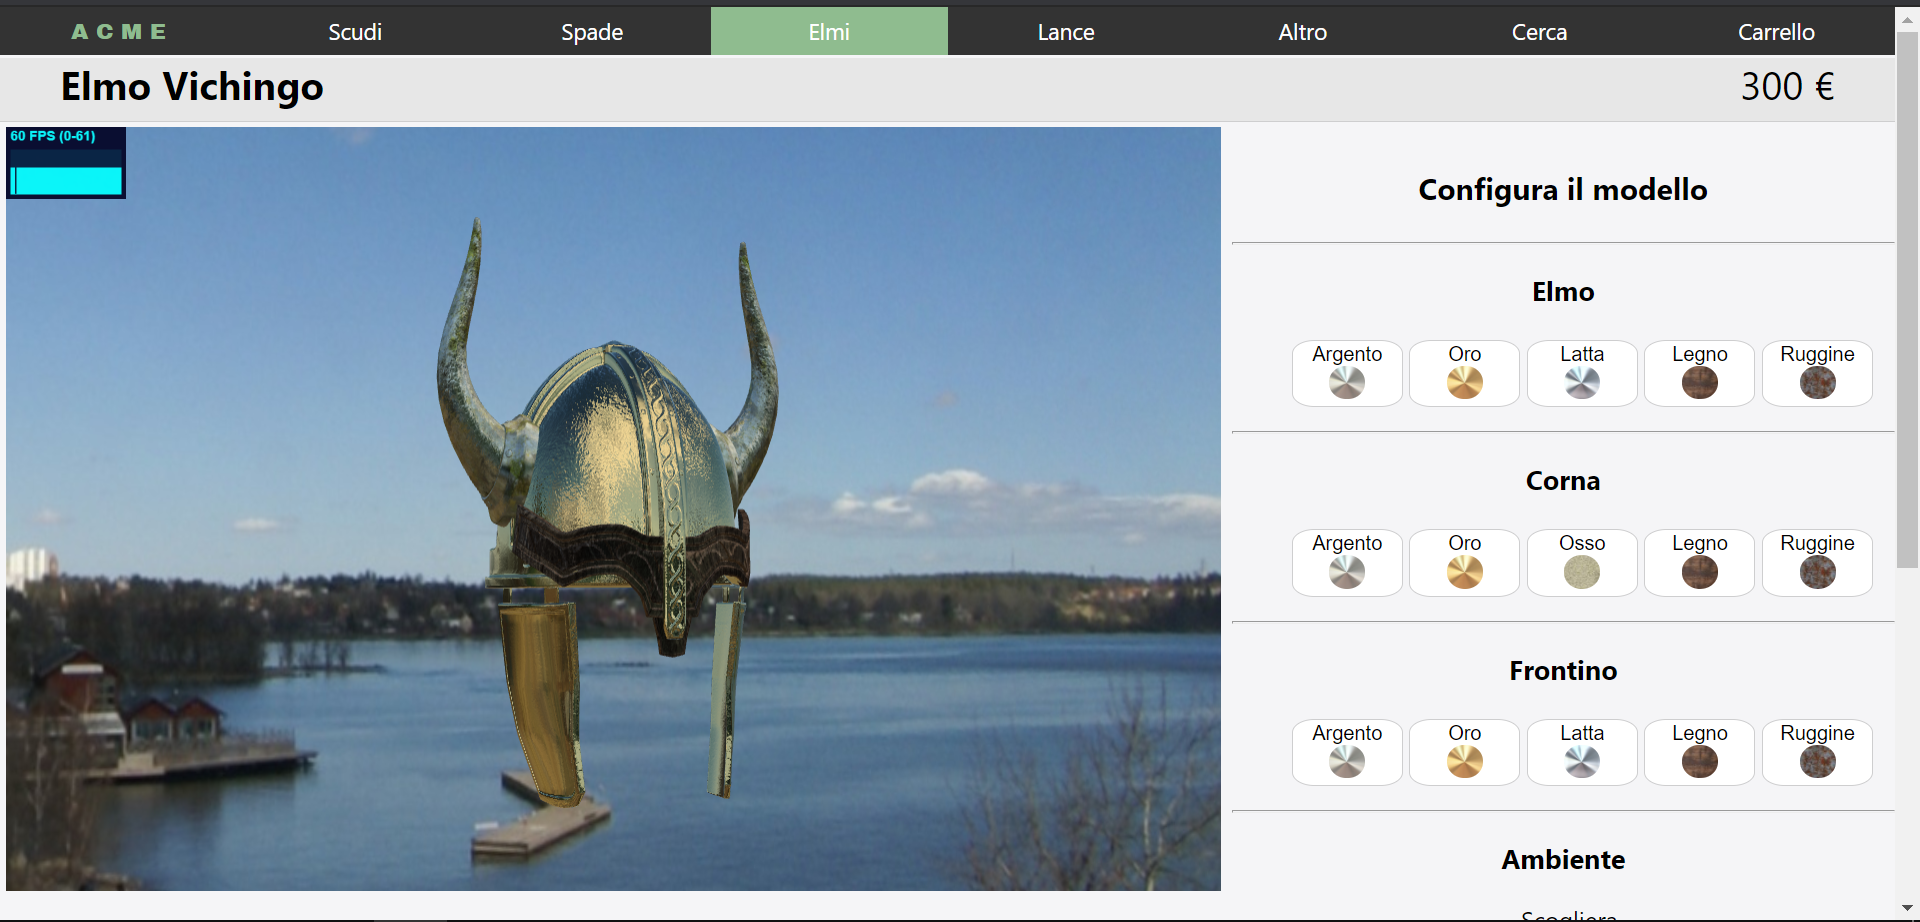 ACME Scudi Spade Elmi Lance Altro Cerca Carrello
Elmo Vichingo 300 €
60 FPS (0-61)
Configura il modello
Elmo
Argento Oro Latta Legno Ruggine
Corna
Argento Oro Osso Legno Ruggine
Frontino
Argento Oro Latta Legno Ruggine
Ambiente
Scogliera